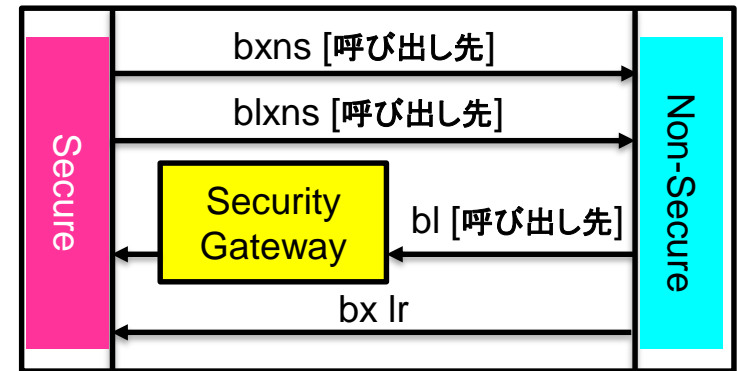 bxns [呼び出し先]
blxns [呼び出し先]
Secure
Non-Secure
Security
Gateway
bl [呼び出し先]
bx lr